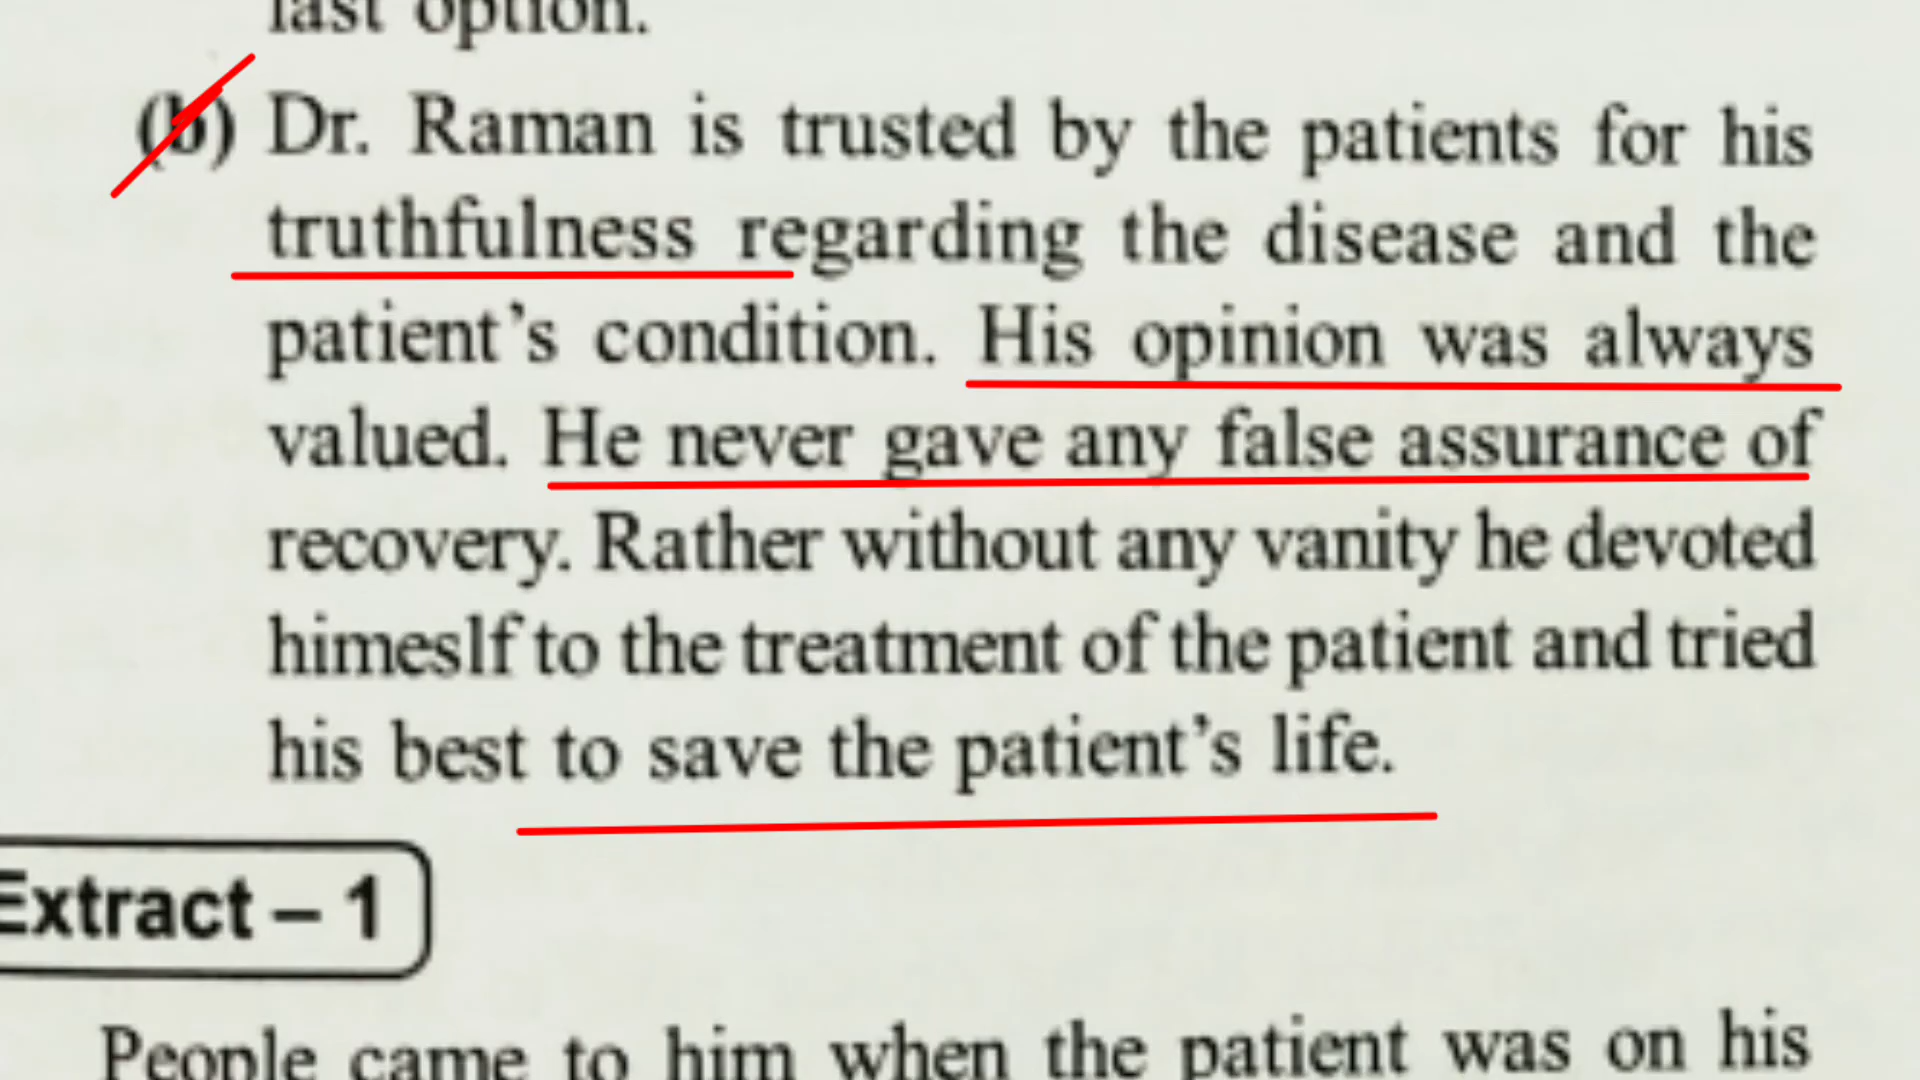 last option.
(b) Dr. Raman is trusted by the patients for his
truthfulness regarding the disease and the
patient's condition. His opinion was always
valued. He never gave any false assurance of
recovery. Rather without any vanity he devoted
himeslf to the treatment of the patient and tried
his best to save the patient's life.
Extract – 1
People came to him when the patient was on his